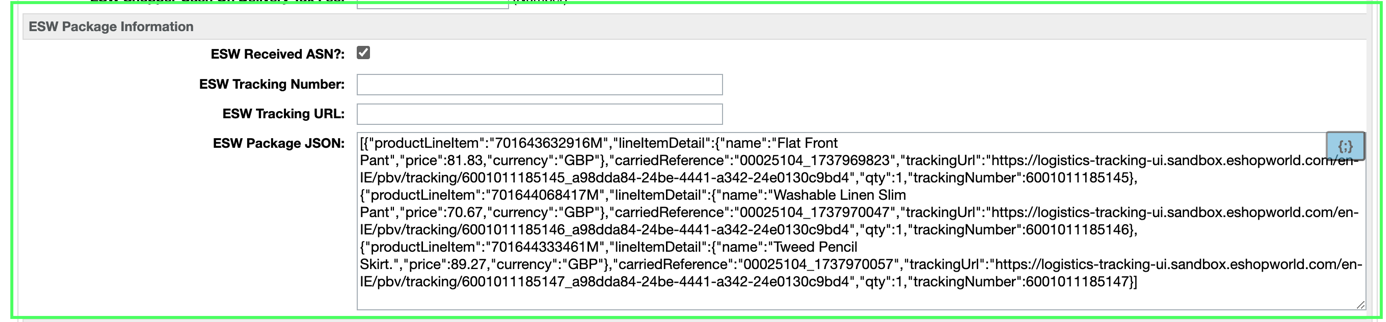 ESW Package Information
ESW Received ASN?:
ESW Tracking Number:
ESW Tracking URL:
ESW Package JSON:
[{"productLineItem":"701643632916M","lineItemDetail":{"name":"Flat Front
Pant","price":81.83,"currency":"GBP"},"carriedReference":"00025104_1737969823","trackingUrl":"https://logistics-tracking-ui.sandbox.eshopworld.com/en-
IE/pbv/tracking/6001011185145_a98dda84-24be-4441-a342-24e0130c9bd4","qty":1,"trackingNumber":6001011185145},
{"productLineItem":"701644068417M","lineItemDetail":{"name":"Washable Linen Slim
Pant","price":70.67,"currency":"GBP"},"carriedReference":"00025104_1737970047","trackingUrl":"https://logistics-tracking-ui.sandbox.eshopworld.com/en-
IE/pbv/tracking/6001011185146_a98dda84-24be-4441-a342-24e0130c9bd4","qty":1,"trackingNumber":6001011185146},
{"productLineItem":"701644333461M","lineItemDetail":{"name":"Tweed Pencil
Skirt.","price":89.27,"currency":"GBP"},"carriedReference":"00025104_1737970057","trackingUrl":"https://logistics-tracking-ui.sandbox.eshopworld.com/en-
IE/pbv/tracking/6001011185147_a98dda84-24be-4441-a342-24e0130c9bd4","qty":1,"trackingNumber":6001011185147}]
{;}